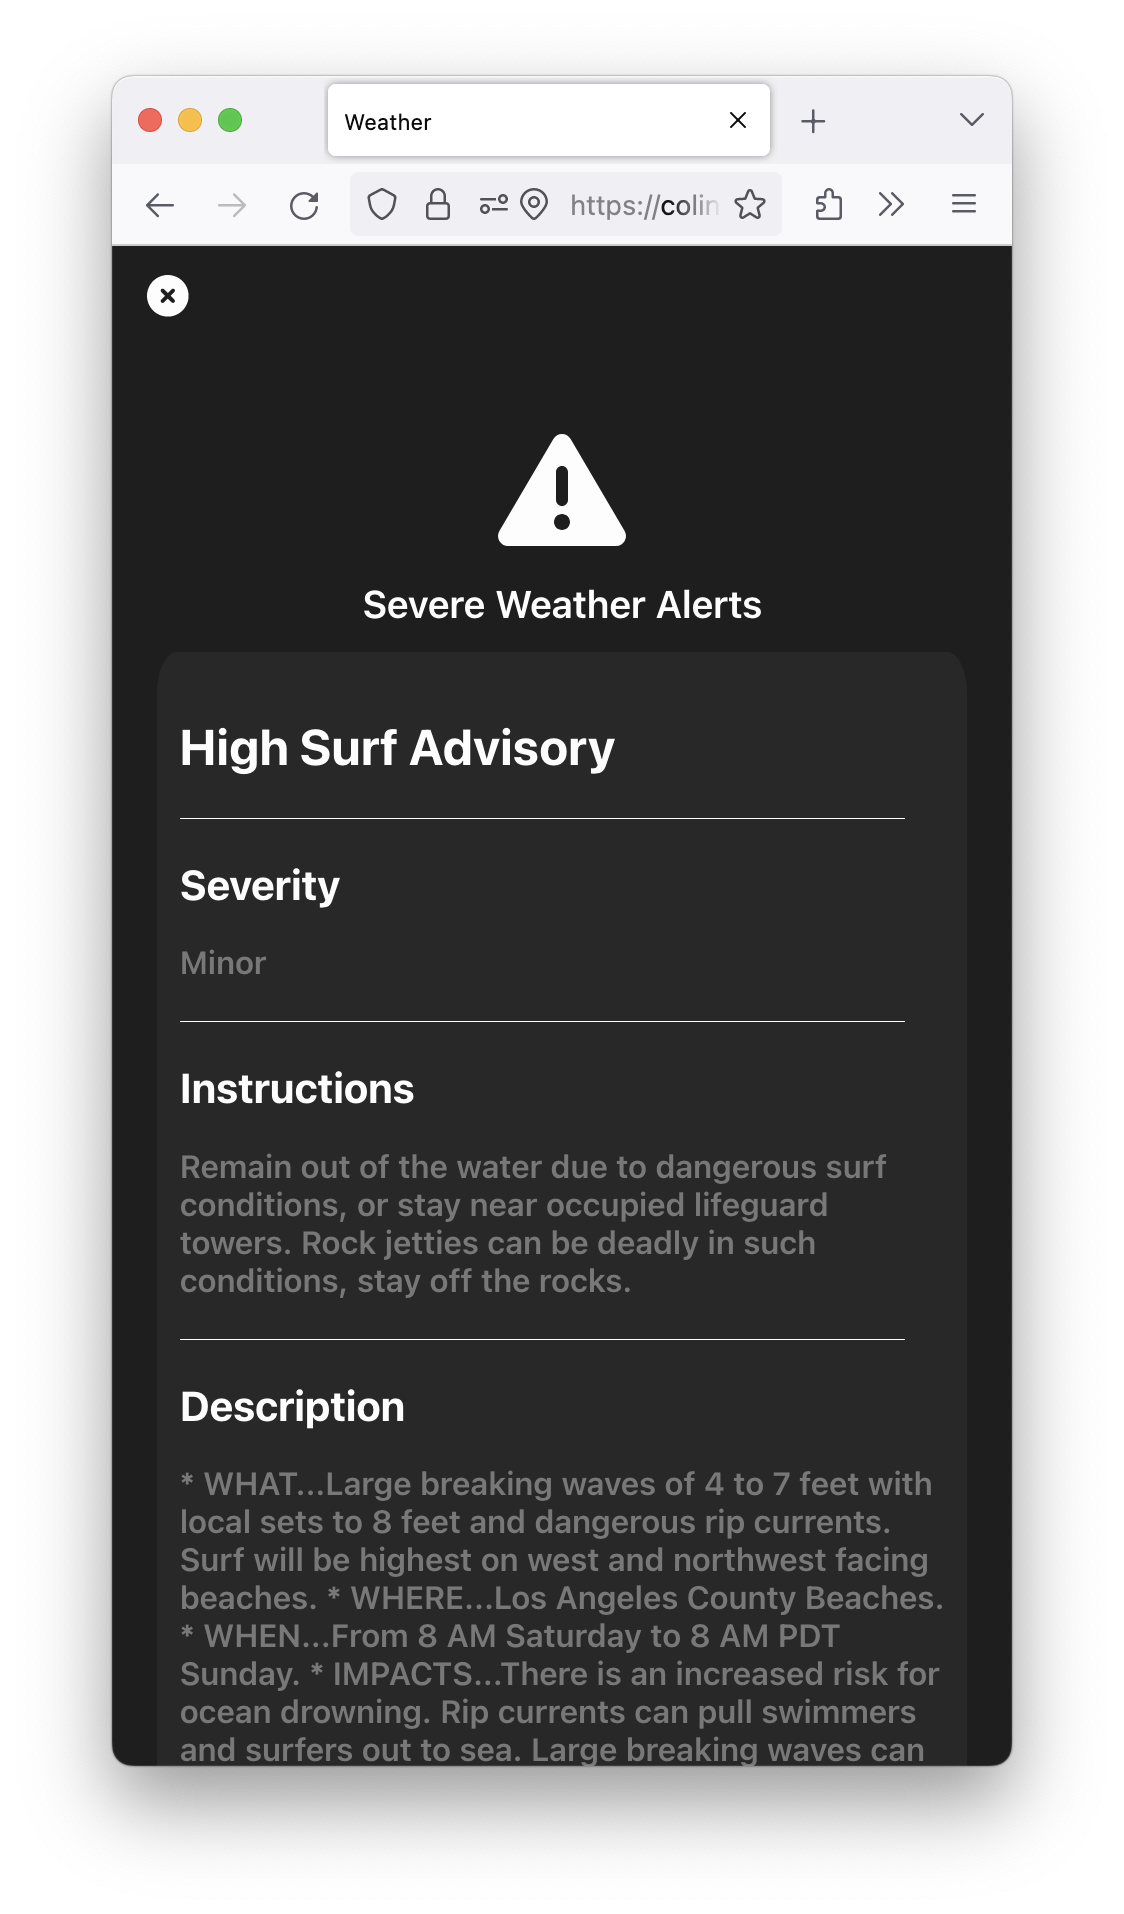 Weather
https://colin
Severe Weather Alerts
High Surf Advisory
Severity
Minor
Instructions
Remain out of the water due to dangerous surf
conditions, or stay near occupied lifeguard
towers. Rock jetties can be deadly in such
conditions, stay off the rocks.
Description
* WHAT...Large breaking waves of 4 to 7 feet with
local sets to 8 feet and dangerous rip currents.
Surf will be highest on west and northwest facing
beaches. * WHERE...Los Angeles County Beaches.
* WHEN...From 8 AM Saturday to 8 AM PDT
Sunday. * IMPACTS...There is an increased risk for
ocean drowning. Rip currents can pull swimmers
and surfers out to sea. Large breaking waves can